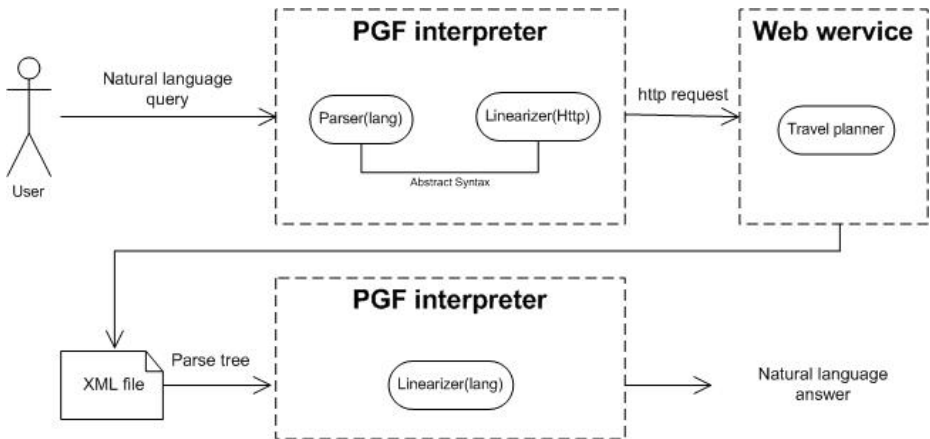 PGF interpreter
Web wervice
Natural language
query
http request
Parser(lang)
Linearizer(Http)
Travel planner
Abstract Syntax
User
PGF interpreter
XML file
Parse tree
Linearizer(lang)
Natural language
answer